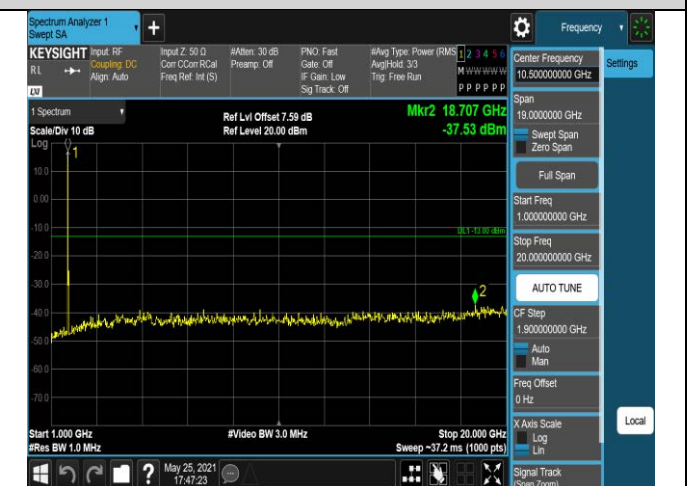 Spectrum Analyzer 1
Swept SA
+
Frequency
KEYSIGHT
RL
LXI
Input: RF
Coupling: DC
Align: Auto
Input Z: 50 Ω
Corr CCorr RCal
Freq Ref: Int (S)
#Atten: 30 dB
Preamp: Off
PNO: Fast
Gate: Off
IF Gain: Low
Sig Track: Off
#Avg Type: Power (RMS
Avg|Hold: 3/3
Trig: Free Run
1 2 3 4 5 6
M W W W W W
P P P P P P
Center Frequency
10.500000000 GHz
Settings
Span
19.0000000 GHz
Swept Span
Zero Span
Full Span
Start Freq
1.000000000 GHz
Stop Freq
20.000000000 GHz
AUTO TUNE
CF Step
1.900000000 GHz
Auto
Man
Freq Offset
0 Hz
X Axis Scale
Log
Lin
Local
Signal Track
(Span Zoom)
1 Spectrum
Scale/Div 10 dB
Log
Ref Lvl Offset 7.59 dB
Ref Level 20.00 dBm
Mkr2 18.707 GHz
-37.53 dBm
1
10.0
0.00
-10.0
DL1 -13.00 dBm
-20.0
-30.0
2
-40.0
-50.0
-60.0
-70.0
Start 1.000 GHz
#Res BW 1.0 MHz
#Video BW 3.0 MHz
Stop 20.000 GHz
Sweep ~37.2 ms (1000 pts)
?
May 25, 2021
17:47:23